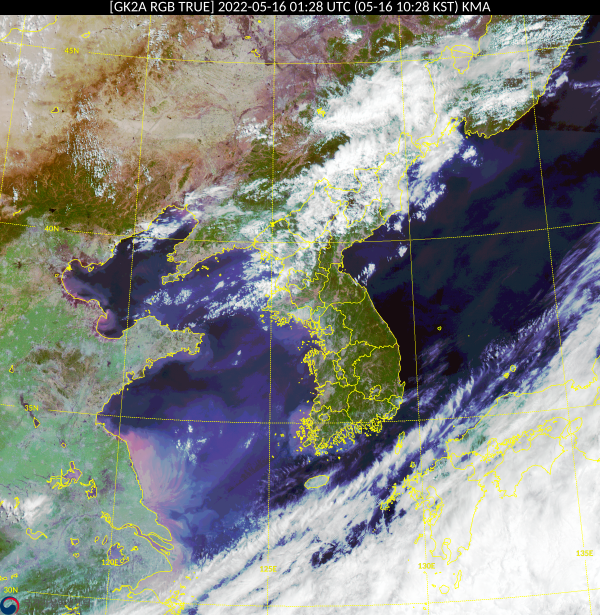 [GK2A RGB TRUE] 2022-05-16 01:28 UTC (05-16 10:28 KST) KMA
45N
40N
35N
120E
125E
130E
135E
30N